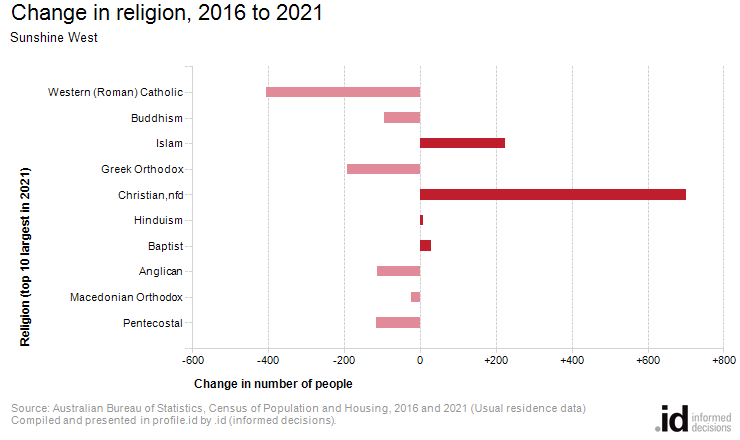 Change in religion, 2016 to 2021
Sunshine West
Religion (top 10 largest in 2021)
Western (Roman) Catholic
Buddhism
Islam
Greek Orthodox
Christian,nfd
Hinduism
Baptist
Anglican
Macedonian Orthodox
Pentecostal
-600 -400 -200 0 +200 +400 +600 +800
Change in number of people
Source: Australian Bureau of Statistics, Census of Population and Housing, 2016 and 2021 (Usual residence data)
Compiled and presented in profile.id by .id (informed decisions).
.id informed
decisions